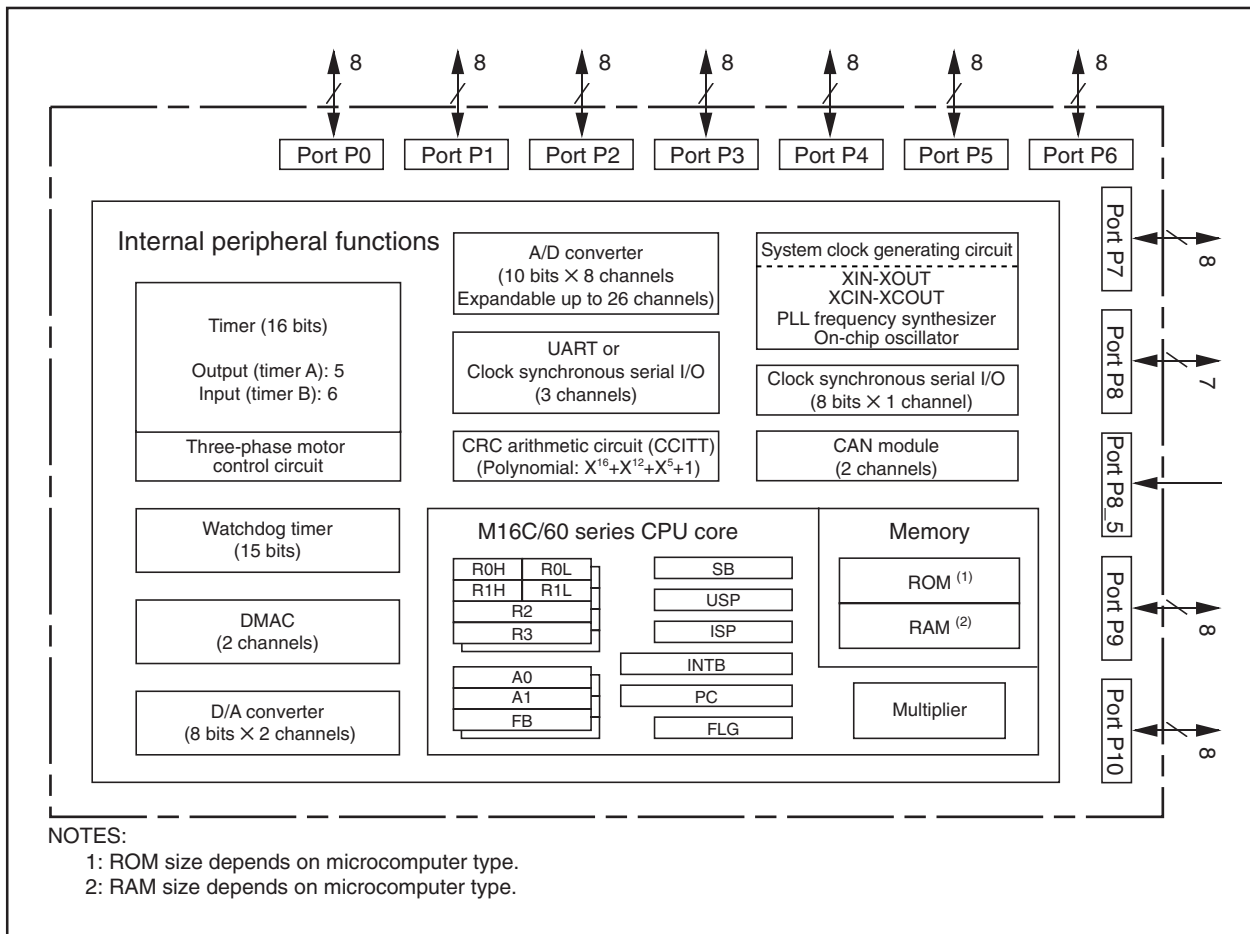 8 8 8 8 8 8 8
Port P0 Port P1 Port P2 Port P3 Port P4 Port P5 Port P6
Port P7
8
Port P8
7
Port P8_5
Port P9
8
Port P10
8
Internal peripheral functions
Timer (16 bits)
Output (timer A): 5
Input (timer B): 6
Three-phase motor
control circuit
Watchdog timer
(15 bits)
DMAC
(2 channels)
D/A converter
(8 bits X 2 channels)
A/D converter
(10 bits X 8 channels
Expandable up to 26 channels)
UART or
Clock synchronous serial I/O
(3 channels)
CRC arithmetic circuit (CCITT)
(Polynomial: X¹⁶+X¹²+X⁵+1)
System clock generating circuit
XIN-XOUT
XCIN-XCOUT
PLL frequency synthesizer
On-chip oscillator
Clock synchronous serial I/O
(8 bits X 1 channel)
CAN module
(2 channels)
M16C/60 series CPU core
R0H R0L
R1H R1L
R2
R3
A0
A1
FB
SB
USP
ISP
INTB
PC
FLG
Memory
ROM (1)
RAM (2)
Multiplier
NOTES:
1: ROM size depends on microcomputer type.
2: RAM size depends on microcomputer type.